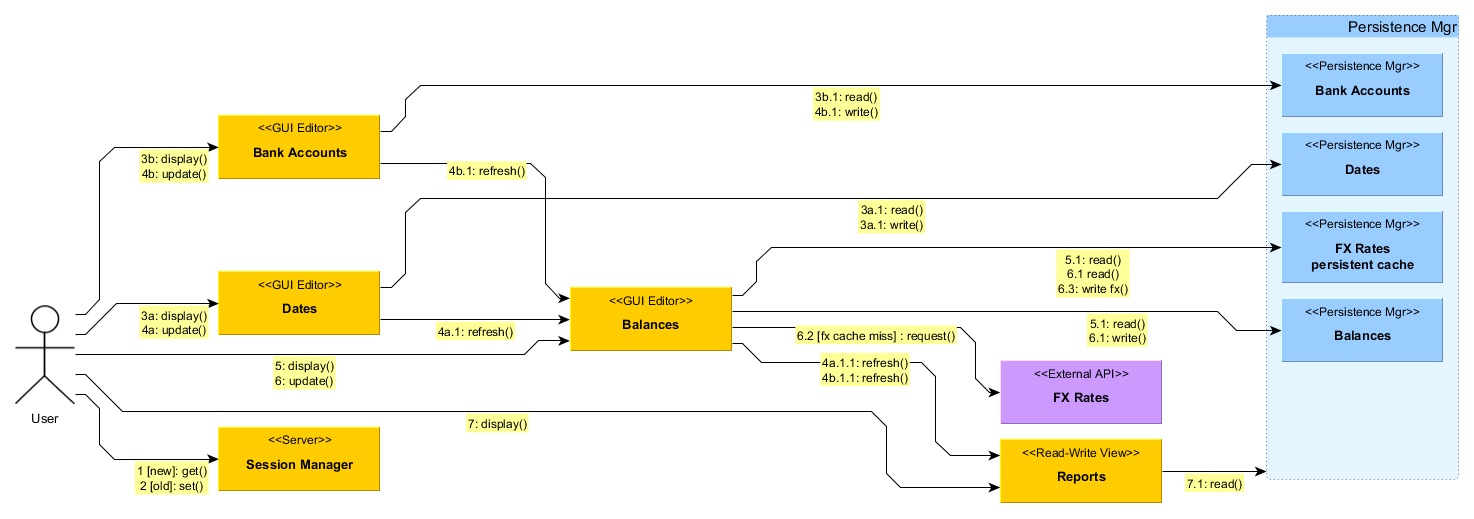 Persistence Mgr
<<Persistence Mgr>>
Bank Accounts
3b.1: read()
4b.1: write()
<<GUI Editor>>
Bank Accounts
<<Persistence Mgr>>
Dates
3b: display()
4b: update()
4b.1: refresh()
3a.1: read()
3a.1: write()
<<Persistence Mgr>>
FX Rates
persistent cache
5.1: read()
6.1 read()
6.3: write fx()
<<GUI Editor>>
Dates
<<GUI Editor>>
Balances
<<Persistence Mgr>>
Balances
3a: display()
4a: update()
4a.1: refresh()
5.1: read()
6.1: write()
6.2 [fx cache miss] : request()
5: display()
6: update()
4a.1.1: refresh()
4b.1.1: refresh()
<<External API>>
FX Rates
User
7: display()
<<Server>>
Session Manager
1 [new]: get()
2 [old]: set()
<<Read-Write View>>
Reports
7.1: read()